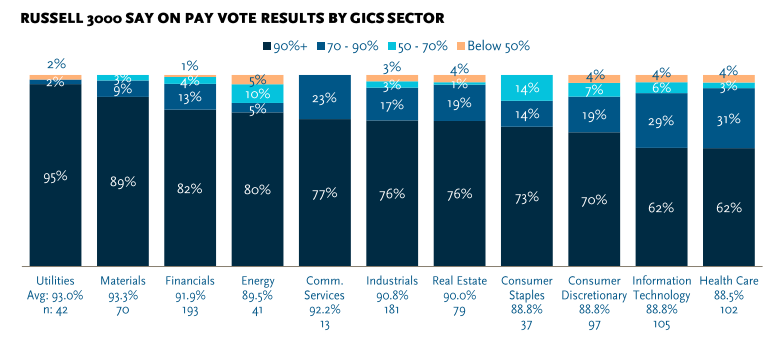 RUSSELL 3000 SAY ON PAY VOTE RESULTS BY GICS SECTOR
90%+ 70 - 90% 50 - 70% Below 50%
2% 1% 3% 4%
2% 3% 4% 5% 3% 1% 4% 4% 4%
9% 13% 10% 23% 17% 19% 14% 7% 6% 3%
5% 14% 19% 29% 31%
95% 89% 82% 80% 77% 76% 76% 73% 70% 62% 62%
Utilities Materials Financials Energy Comm. Industrials Real Estate Consumer Consumer Information Health Care
Avg: 93.0% 93.3% 91.9% 89.5% Services 90.8% 90.0% Staples Discretionary Technology 88.5%
n: 42 70 193 41 92.2% 181 79 88.8% 88.8% 88.8% 102
13 37 97 105